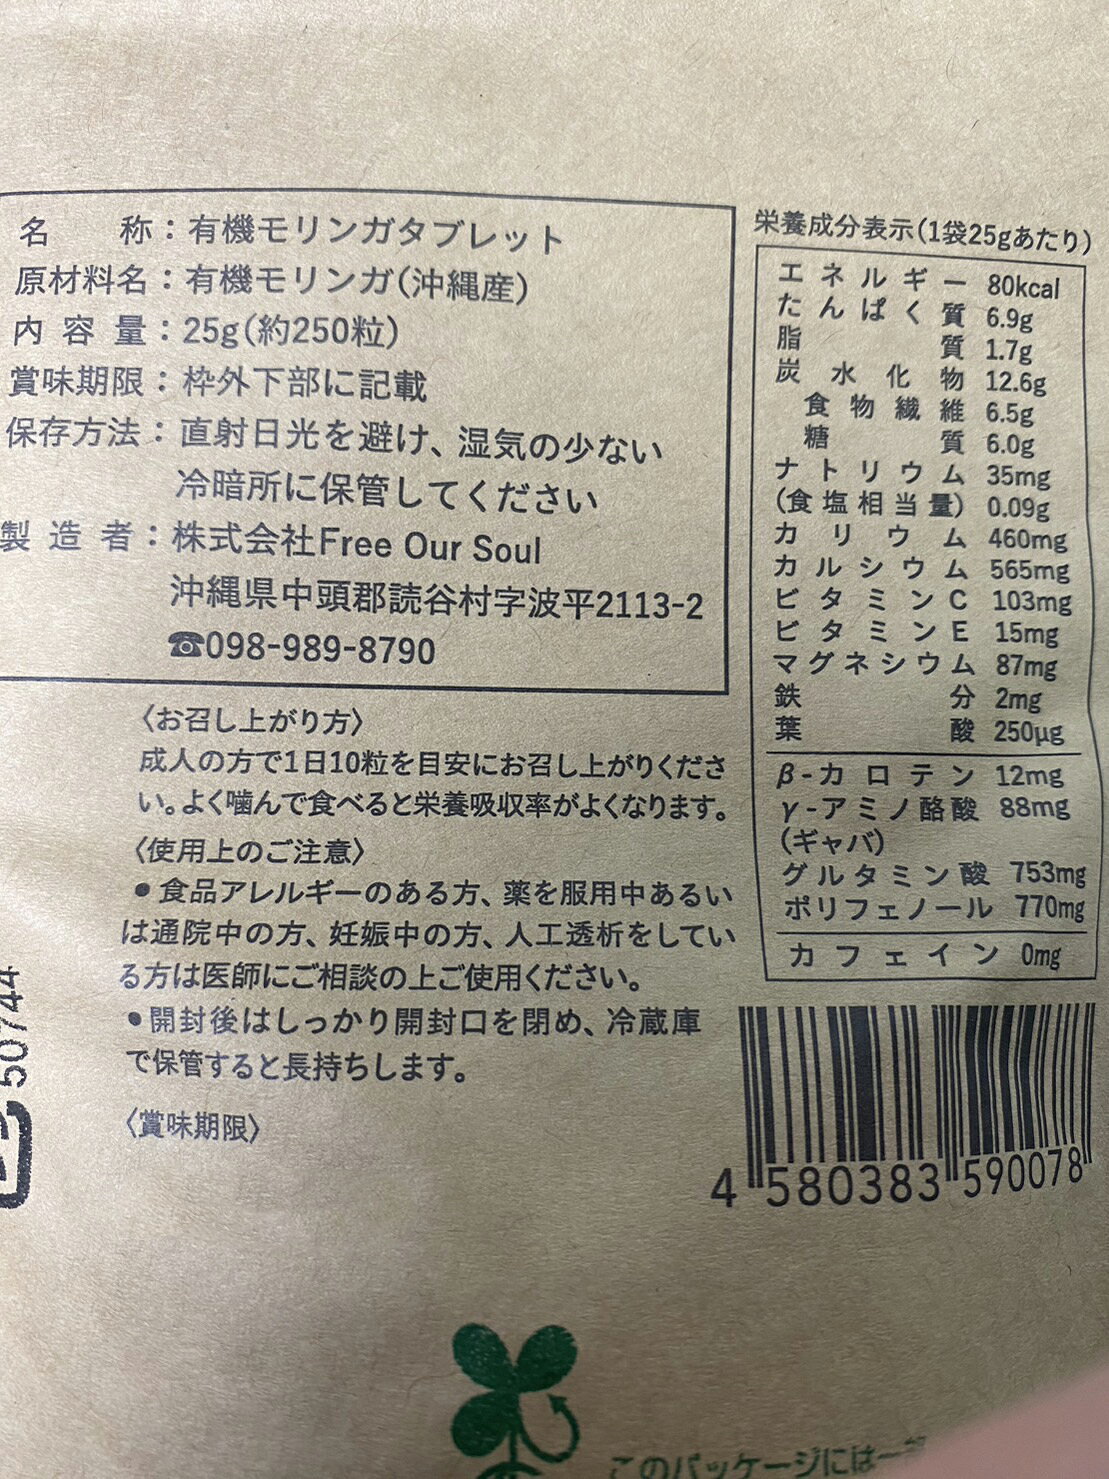 名称：有機モリンガタブレット
原材料名：有機モリンガ(沖縄産)
内容量：25g(約250粒)
賞味期限：枠外下部に記載
保存方法：直射日光を避け、湿気の少ない
冷暗所に保管してください
製造者：株式会社Free Our Soul
沖縄県中頭郡読谷村字波平2113-2
☎098-989-8790
〈お召し上がり方〉
成人の方で1日10粒を目安にお召し上がりくださ
い。よく噛んで食べると栄養吸収率がよくなります。
〈使用上のご注意〉
●食品アレルギーのある方、薬を服用中あるい
は通院中の方、妊娠中の方、人工透析をしてい
る方は医師にご相談の上ご使用ください。
●開封後はしっかり開封口を閉め、冷蔵庫
で保管すると長持ちします。
〈賞味期限〉
栄養成分表示(1袋25gあたり)
エネルギー 80kcal
たんぱく質 6.9g
脂質 1.7g
炭水化物 12.6g
食物繊維 6.5g
糖質 6.0g
ナトリウム 35mg
(食塩相当量) 0.09g
カリウム 460mg
カルシウム 565mg
ビタミンC 103mg
ビタミンE 15mg
マグネシウム 87mg
鉄分 2mg
葉酸 250μg
β-カロテン 12mg
γ-アミノ酪酸 88mg
(ギャバ)
グルタミン酸 753mg
ポリフェノール 770mg
カフェイン 0mg
4 580383 590078
50744
このパッケージには一部